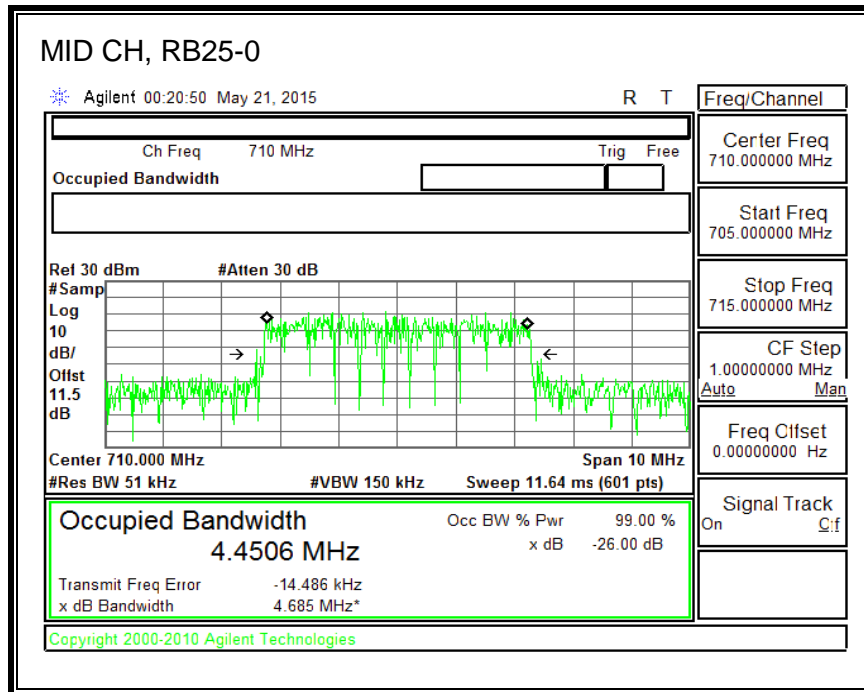 MID CH, RB25-0
Agilent 00:20:50 May 21, 2015 R T
Freq/Channel
Ch Freq 710 MHz Trig Free
Occupied Bandwidth
Center Freq
710.000000 MHz
Start Freq
705.000000 MHz
Stop Freq
715.000000 MHz
CF Step
1.00000000 MHz
Auto Man
Freq Offset
0.00000000 Hz
Signal Track
On Off
Ref 30 dBm #Atten 30 dB
#Samp
Log
10
dB/
Offst
11.5
dB
Center 710.000 MHz Span 10 MHz
#Res BW 51 kHz #VBW 150 kHz Sweep 11.64 ms (601 pts)
Occupied Bandwidth
4.4506 MHz
Occ BW % Pwr 99.00 %
x dB -26.00 dB
Transmit Freq Error -14.486 kHz
x dB Bandwidth 4.685 MHz*
Copyright 2000-2010 Agilent Technologies